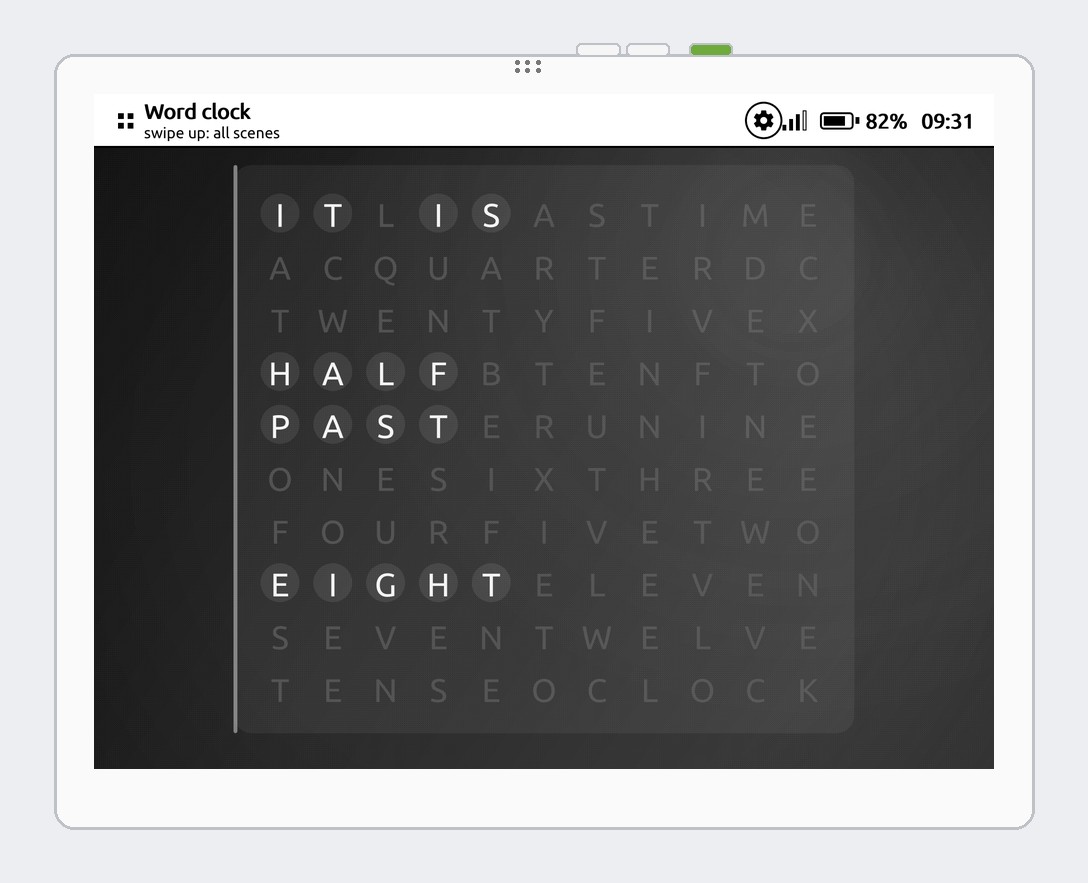 Word clock
swipe up: all scenes
82% 09:31
I T L I S A S T I M E
A C Q U A R T E R D C
T W E N T Y F I V E X
H A L F B T E N F T O
P A S T E R U N I N E
O N E S I X T H R E E
F O U R F I V E T W O
E I G H T E L E V E N
S E V E N T W E L V E
T E N S E O C L O C K